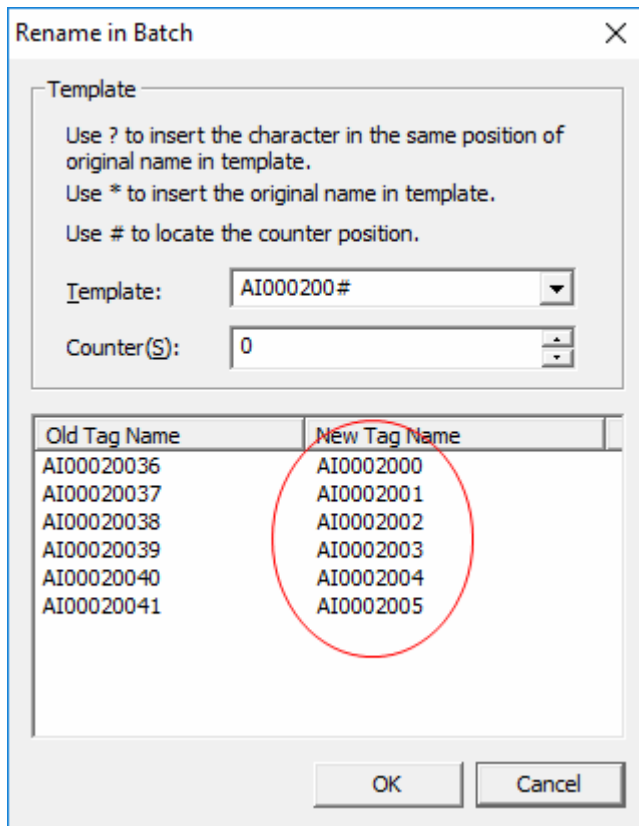 Rename in Batch
Template
Use ? to insert the character in the same position of
original name in template.
Use * to insert the original name in template.
Use # to locate the counter position.
Template: AI000200#
Counter(S): 0
Old Tag Name New Tag Name
AI00020036 AI0002000
AI00020037 AI0002001
AI00020038 AI0002002
AI00020039 AI0002003
AI00020040 AI0002004
AI00020041 AI0002005
OK Cancel